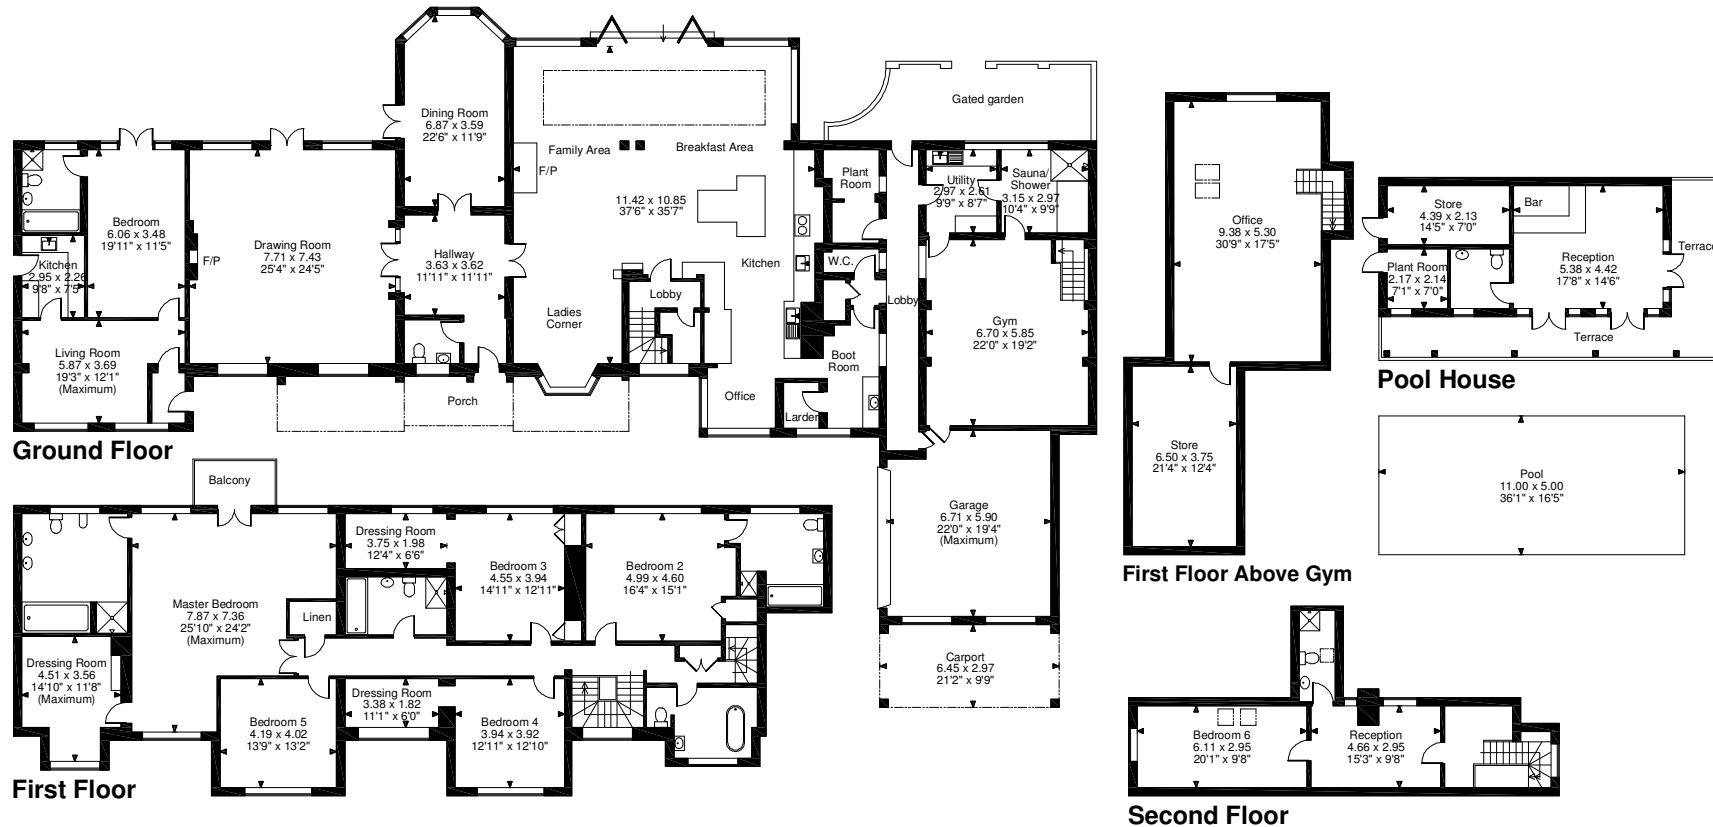 Dining Room
6.87 x 3.59
22'6" x 11'9"
Family Area
Breakfast Area
F/P
11.42 x 10.85
37'6" x 35'7"
Kitchen
Ladies
Corner
Lobby
Plant
Room
W.C.
Boot
Room
Larder
Office
Lobby
Gated garden
Utility
2.97 x 2.61
9'9" x 8'7"
Sauna/
Shower
3.15 x 2.97
10'4" x 9'9"
Gym
6.70 x 5.85
22'0" x 19'2"
Garage
6.71 x 5.90
22'0" x 19'4"
(Maximum)
Carport
6.45 x 2.97
21'2" x 9'9"
Bedroom
6.06 x 3.48
19'11" x 11'5"
Kitchen
2.95 x 2.26
9'8" x 7'5"
Living Room
5.87 x 3.69
19'3" x 12'1"
(Maximum)
F/P
Drawing Room
7.71 x 7.43
25'4" x 24'5"
Hallway
3.63 x 3.62
11'11" x 11'11"
Porch
Ground Floor
Balcony
Master Bedroom
7.87 x 7.36
25'10" x 24'2"
(Maximum)
Linen
Dressing Room
4.51 x 3.56
14'10" x 11'8"
(Maximum)
Dressing Room
3.75 x 1.98
12'4" x 6'6"
Bedroom 3
4.55 x 3.94
14'11" x 12'11"
Bedroom 2
4.99 x 4.60
16'4" x 15'1"
Bedroom 5
4.19 x 4.02
13'9" x 13'2"
Dressing Room
3.38 x 1.82
11'1" x 6'0"
Bedroom 4
3.94 x 3.92
12'11" x 12'10"
First Floor
Office
9.38 x 5.30
30'9" x 17'5"
Store
6.50 x 3.75
21'4" x 12'4"
First Floor Above Gym
Store
4.39 x 2.13
14'5" x 7'0"
Bar
Plant Room
2.17 x 2.14
7'1" x 7'0"
Reception
5.38 x 4.42
17'8" x 14'6"
Terrace
Terrace
Pool House
Pool
11.00 x 5.00
36'1" x 16'5"
Bedroom 6
6.11 x 2.95
20'1" x 9'8"
Reception
4.66 x 2.95
15'3" x 9'8"
Second Floor